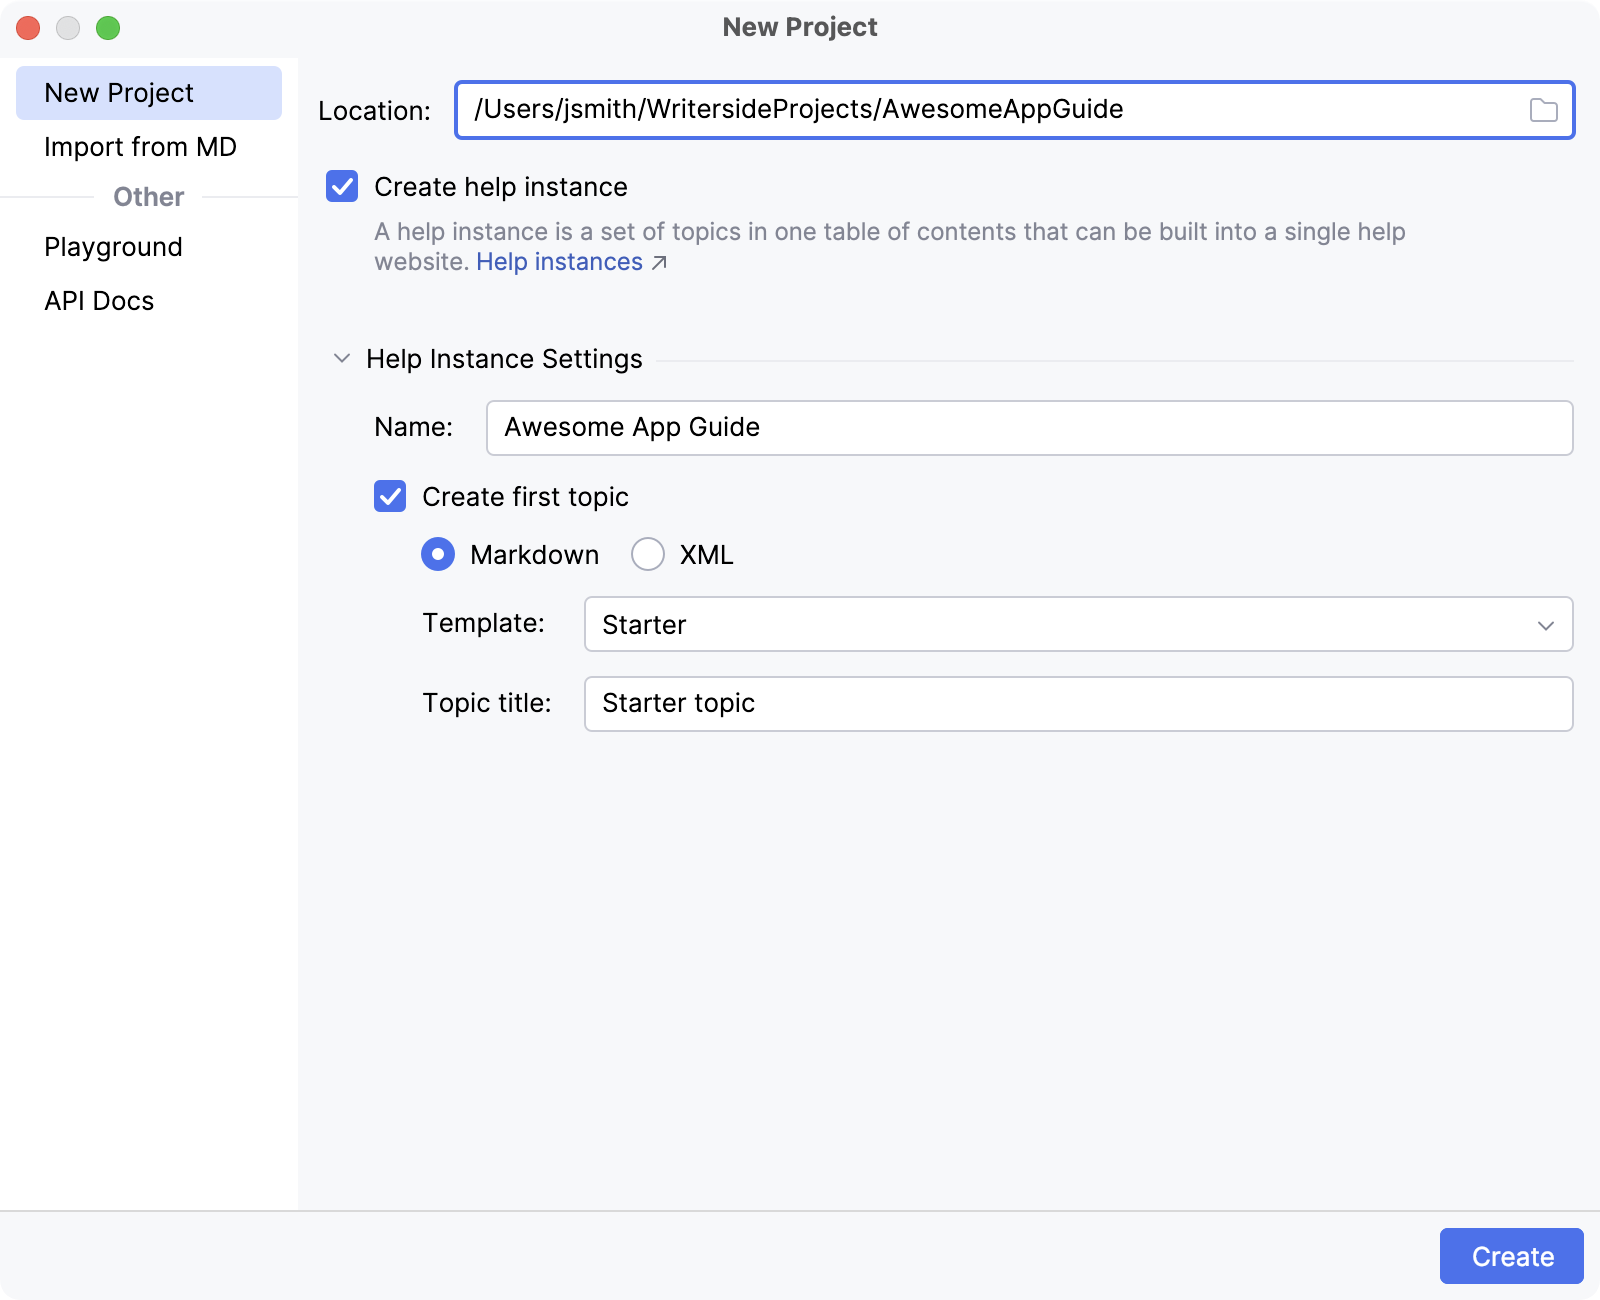 New Project
New Project
Import from MD
Other
Playground
API Docs
Location: /Users/jsmith/WritersideProjects/AwesomeAppGuide
Create help instance
A help instance is a set of topics in one table of contents that can be built into a single help
website. Help instances ↗
Help Instance Settings
Name: Awesome App Guide
Create first topic
Markdown XML
Template: Starter
Topic title: Starter topic
Create